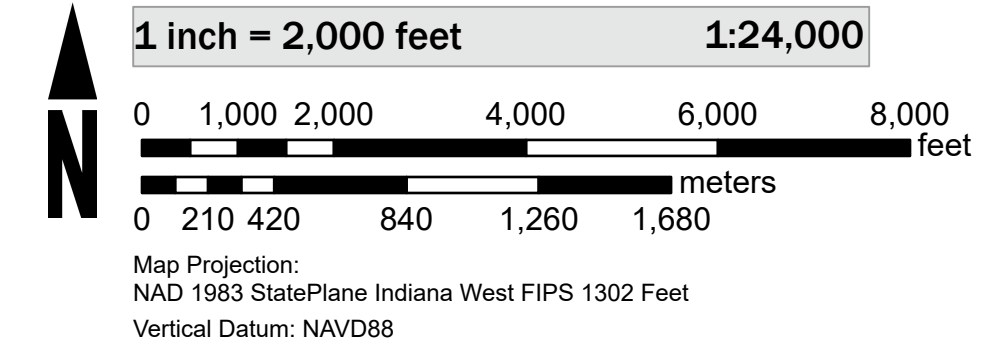 1 inch = 2,000 feet 1:24,000
0 1,000 2,000 4,000 6,000 8,000
feet
N
meters
0 210 420 840 1,260 1,680
Map Projection:
NAD 1983 StatePlane Indiana West FIPS 1302 Feet
Vertical Datum: NAVD88